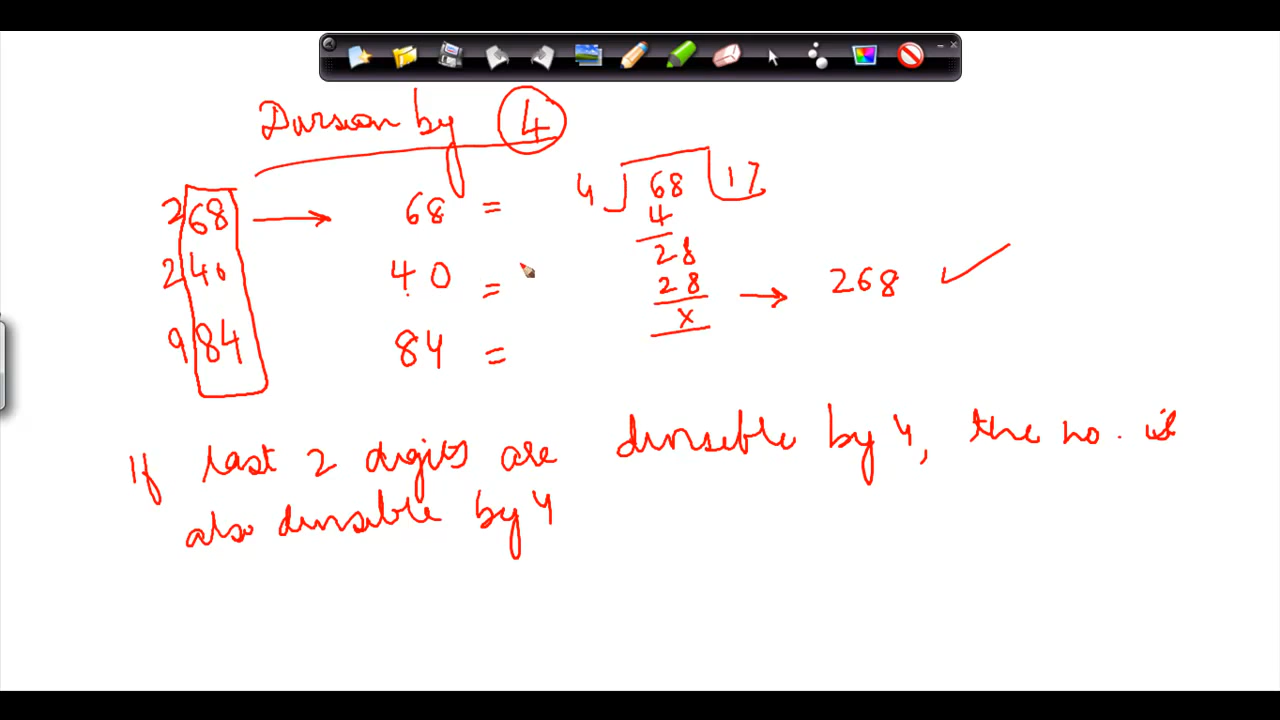 Division by 4
268 → 68 = 4 68 17
4
240 40 = 28
28 → 268 ✓
x
984 84 =
If last 2 digits are divisible by 4, the no. is
also divisible by 4